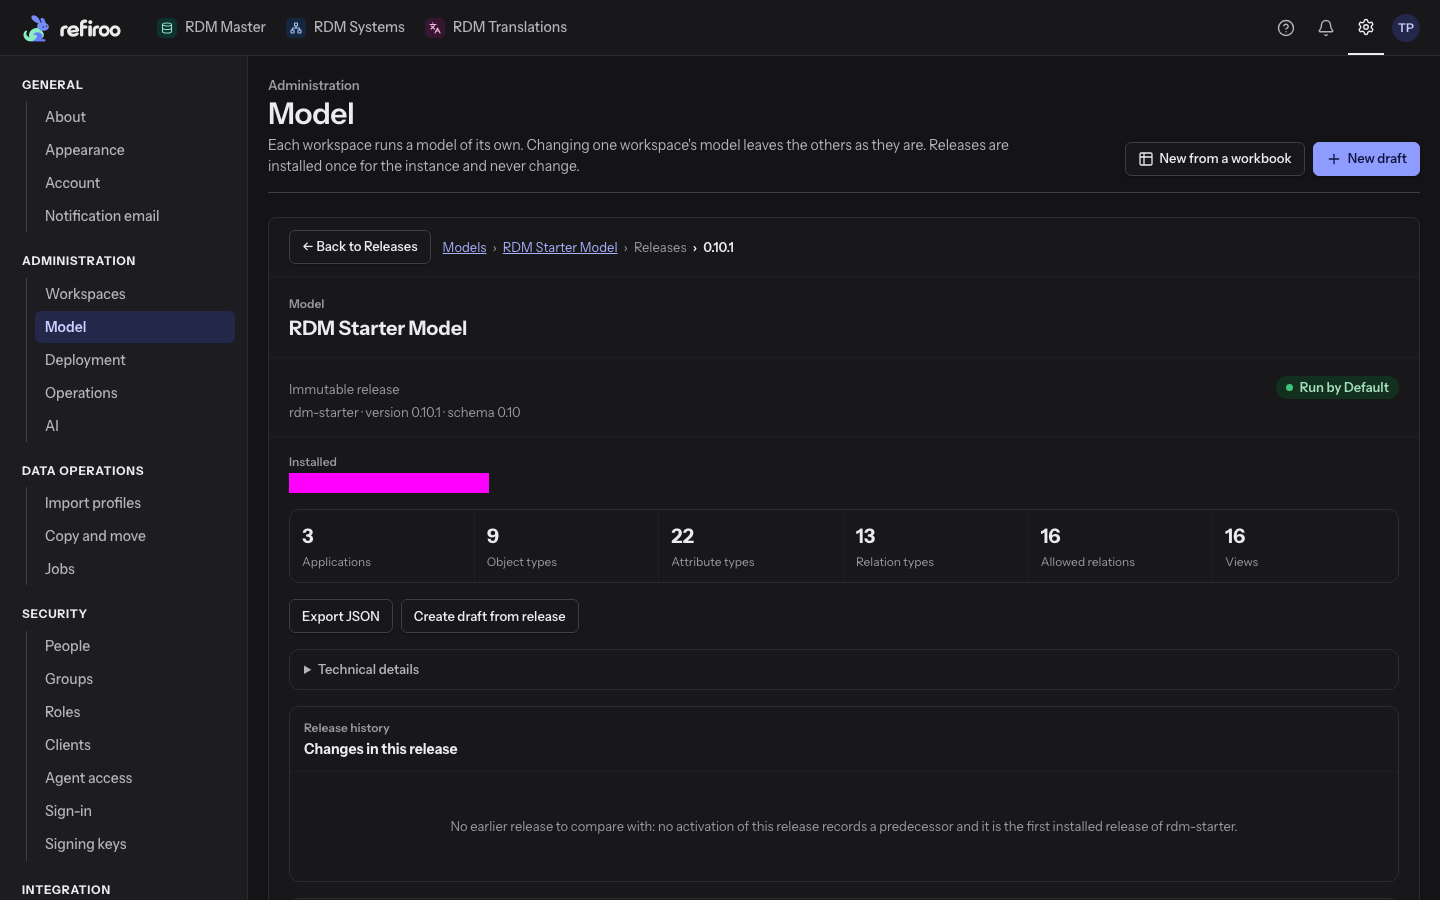 refiroo
RDM Master
RDM Systems
RDM Translations
TP
GENERAL
About
Appearance
Account
Notification email
ADMINISTRATION
Workspaces
Model
Deployment
Operations
AI
DATA OPERATIONS
Import profiles
Copy and move
Jobs
SECURITY
People
Groups
Roles
Clients
Agent access
Sign-in
Signing keys
INTEGRATION
Administration
Model
Each workspace runs a model of its own. Changing one workspace's model leaves the others as they are. Releases are
installed once for the instance and never change.
New from a workbook
+ New draft
← Back to Releases
Models › RDM Starter Model › Releases › 0.10.1
Model
RDM Starter Model
Immutable release
rdm-starter · version 0.10.1 · schema 0.10
Run by Default
Installed
3
Applications
9
Object types
22
Attribute types
13
Relation types
16
Allowed relations
16
Views
Export JSON
Create draft from release
▶ Technical details
Release history
Changes in this release
No earlier release to compare with: no activation of this release records a predecessor and it is the first installed release of rdm-starter.